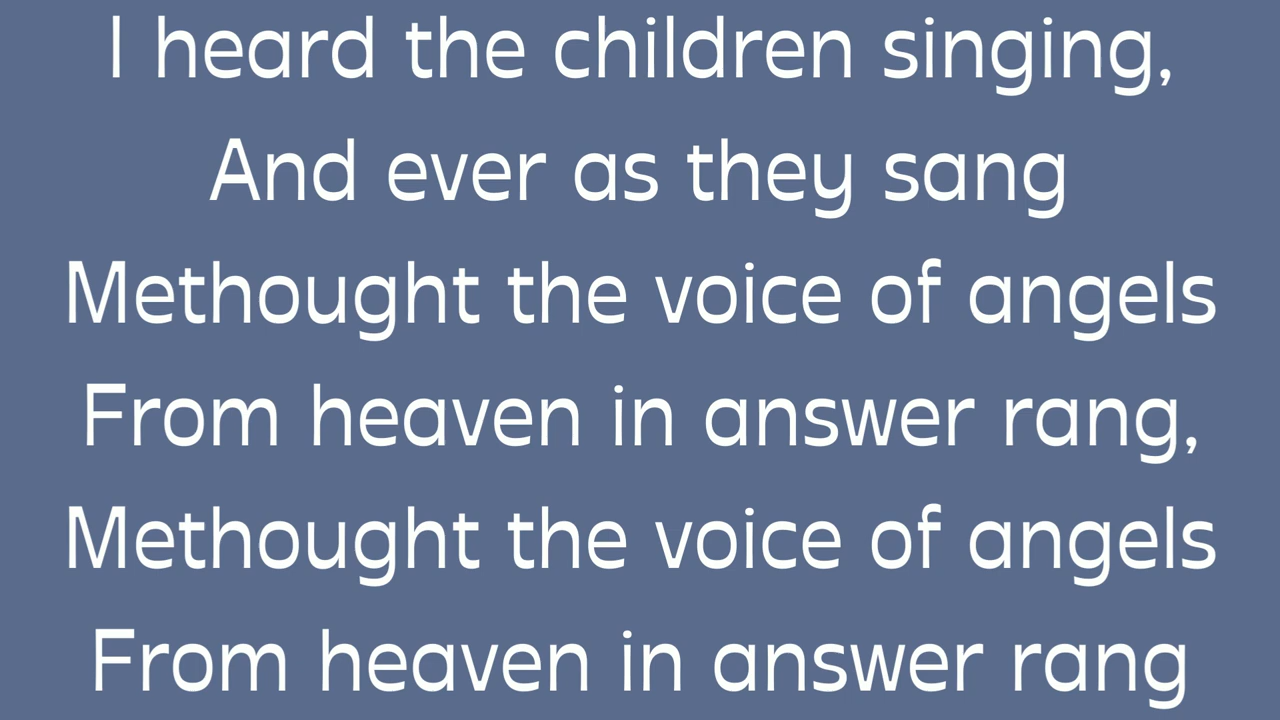 I heard the children singing,
And ever as they sang
Methought the voice of angels
From heaven in answer rang,
Methought the voice of angels
From heaven in answer rang